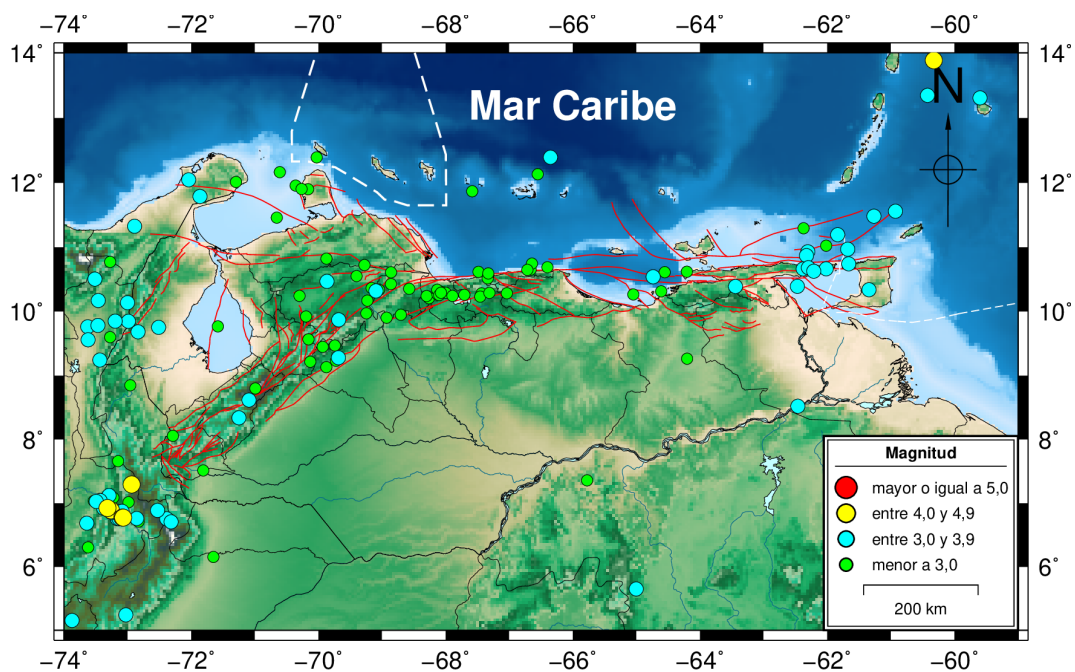 −74° −72° −70° −68° −66° −64° −62° −60°
14° 14°
Mar Caribe
N
12° 12°
10° 10°
8° 8°
6° 6°
Magnitud
mayor o igual a 5,0
entre 4,0 y 4,9
entre 3,0 y 3,9
menor a 3,0
200 km
−74° −72° −70° −68° −66° −64° −62° −60°